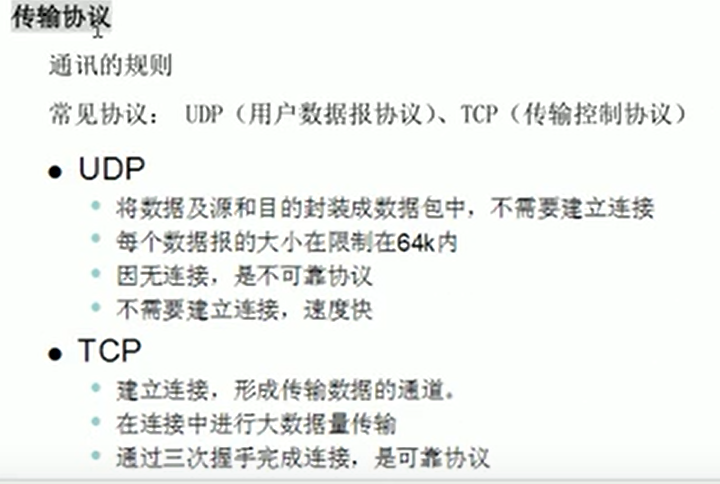 传输协议
通讯的规则
常见协议： UDP（用户数据报协议）、TCP（传输控制协议）
● UDP
• 将数据及源和目的封装成数据包中，不需要建立连接
• 每个数据报的大小在限制在64k内
• 因无连接，是不可靠协议
• 不需要建立连接，速度快
● TCP
• 建立连接，形成传输数据的通道。
• 在连接中进行大数据量传输
• 通过三次握手完成连接，是可靠协议